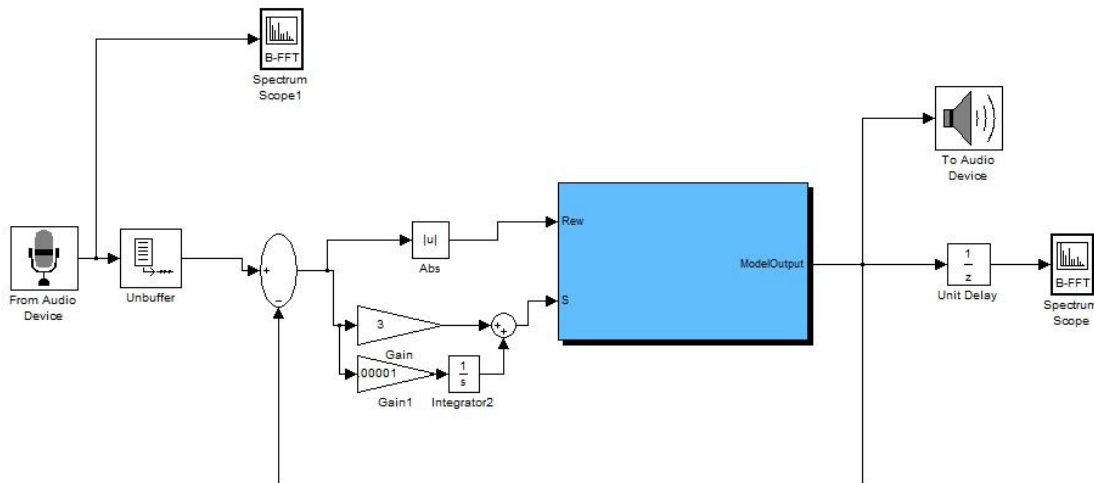 B-FFT
Spectrum
Scope1
To Audio
Device
From Audio
Device
Unbuffer
+
−
|u|
Abs
Rew
S
ModelOutput
3
Gain
.00001
Gain1
+
+
1
s
Integrator2
1
z
Unit Delay
B-FFT
Spectrum
Scope